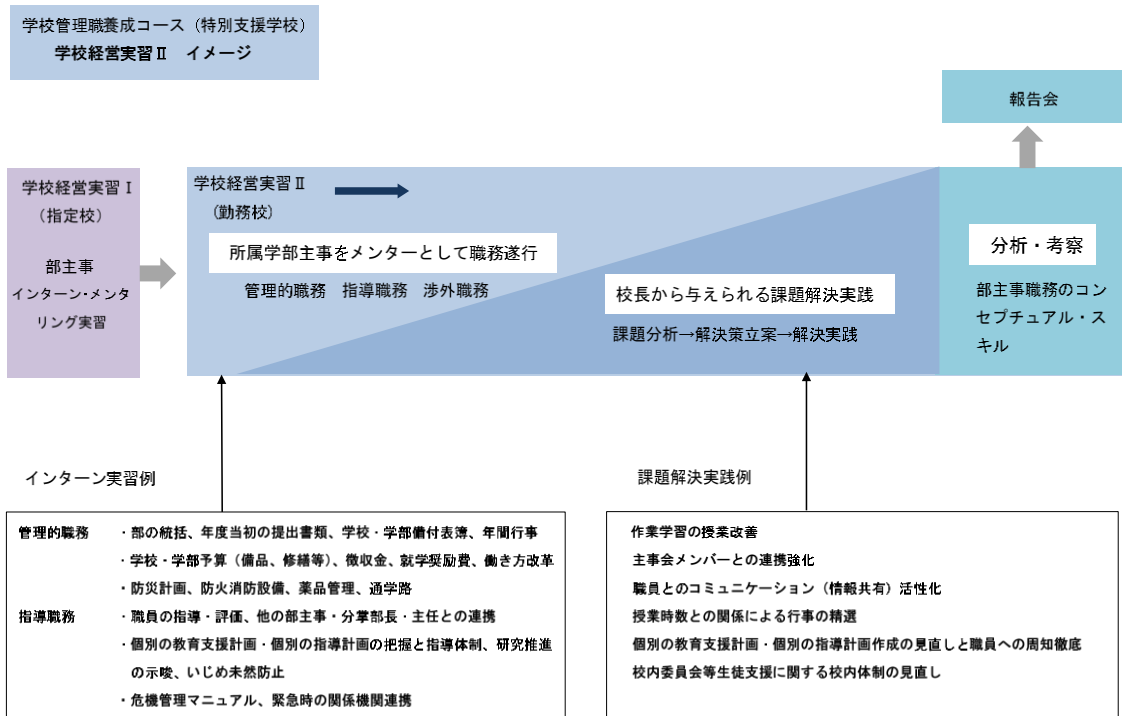 学校管理職養成コース（特別支援学校）
学校経営実習Ⅱ　イメージ
報告会
学校経営実習Ⅰ
（指定校）
部主事
インターン･メンタ
リング実習
学校経営実習Ⅱ
（勤務校）
所属学部主事をメンターとして職務遂行
管理的職務　指導職務　渉外職務
校長から与えられる課題解決実践
課題分析→解決策立案→解決実践
分析・考察
部主事職務のコン
セプチュアル・ス
キル
インターン実習例
管理的職務　・部の統括、年度当初の提出書類、学校・学部備付表簿、年間行事
・学校・学部予算（備品、修繕等）、徴収金、就学奨励費、働き方改革
・防災計画、防火消防設備、薬品管理、通学路
指導職務　・職員の指導・評価、他の部主事・分掌部長・主任との連携
・個別の教育支援計画・個別の指導計画の把握と指導体制、研究推進
の示唆、いじめ未然防止
・危機管理マニュアル、緊急時の関係機関連携
課題解決実践例
作業学習の授業改善
主事会メンバーとの連携強化
職員とのコミュニケーション（情報共有）活性化
授業時数との関係による行事の精選
個別の教育支援計画・個別の指導計画作成の見直しと職員への周知徹底
校内委員会等生徒支援に関する校内体制の見直し